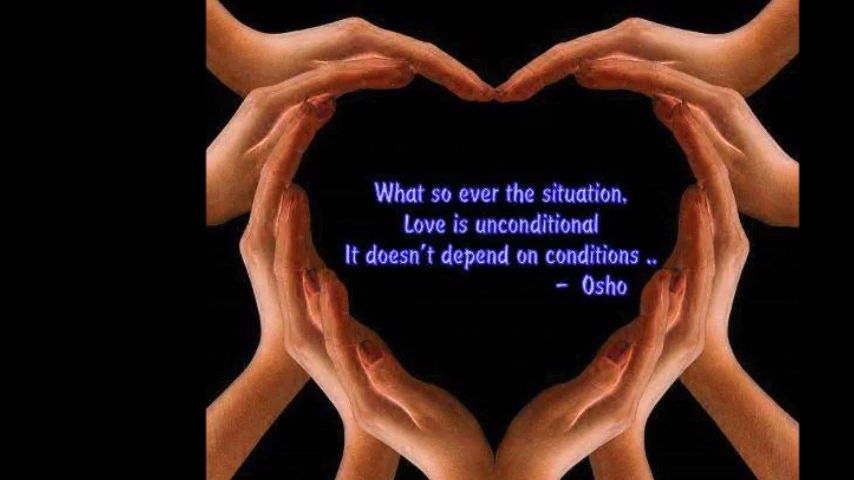 What so ever the situation,
Love is unconditional
It doesn't depend on conditions ..
- Osho